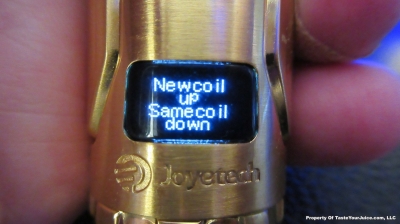 Newcoil
up
Samecoil
down
Joyetech
Property Of TasteYourJuice.com, LLC